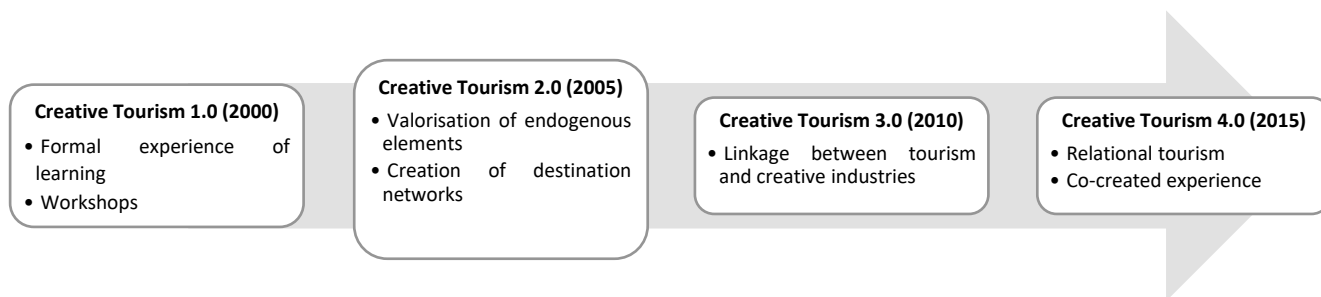 Creative Tourism 1.0 (2000)
• Formal experience of
learning
• Workshops
Creative Tourism 2.0 (2005)
• Valorisation of endogenous
elements
• Creation of destination
networks
Creative Tourism 3.0 (2010)
• Linkage between tourism
and creative industries
Creative Tourism 4.0 (2015)
• Relational tourism
• Co-created experience